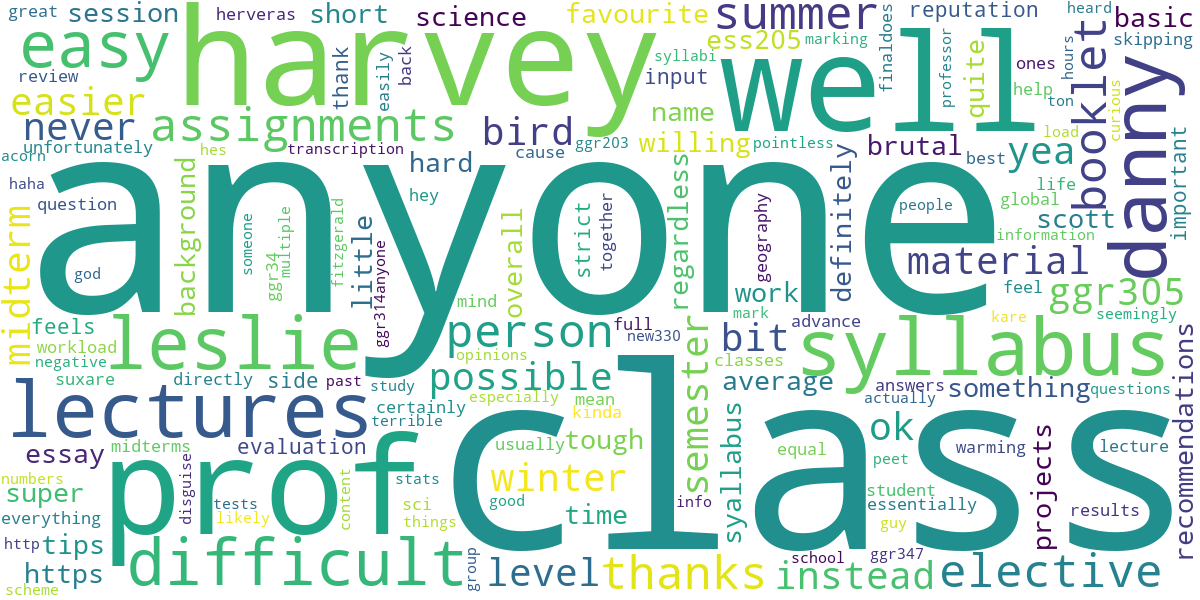 great
session
herveras
short
science
favourite
summer
reputation
heard
basic
easy
harvey
ess205
marking
well
skipping
review
thank
easily
back
input
syllabi
finaldoes
professor
quite
ones
hours
booklet
danny
easier
assignments
name
help
ton
curious
never
bird
willing
pointless
brutal
load
yea
unfortunately
transcription
cause
ggr203
best
acorn
hes
hard
definitely
life
important
haha
background
hey
regardless
global
question
people
scott
anyone
someone
multiple
ggr34
fitzgerald
little
overall
strict
together
geography
information
god
material
feel
midterm
ggr314anyone
mind
work
ggr305
feels
leslie
person
full
mark
new330
bit
advance
kare
seemingly
workload
opinions
semester
classes
syllabus
negative
suxare
directly
side
past
study
possible
average
answers
something
questions
recommendations
lectures
certainly
terrible
especially
mean
kinda
actually
essay
midterms
evaluation
prof
class
usually
tough
syallabus
equal
ok
warming
projects
lecture
numbers
super
disguise
tests
content
stats
winter
peet
sci
good
student
essentially
everything
likely
things
time
info
guy
results
http
tips
difficult
group
level
thanks
school
ggr347
https
instead
elective
scheme